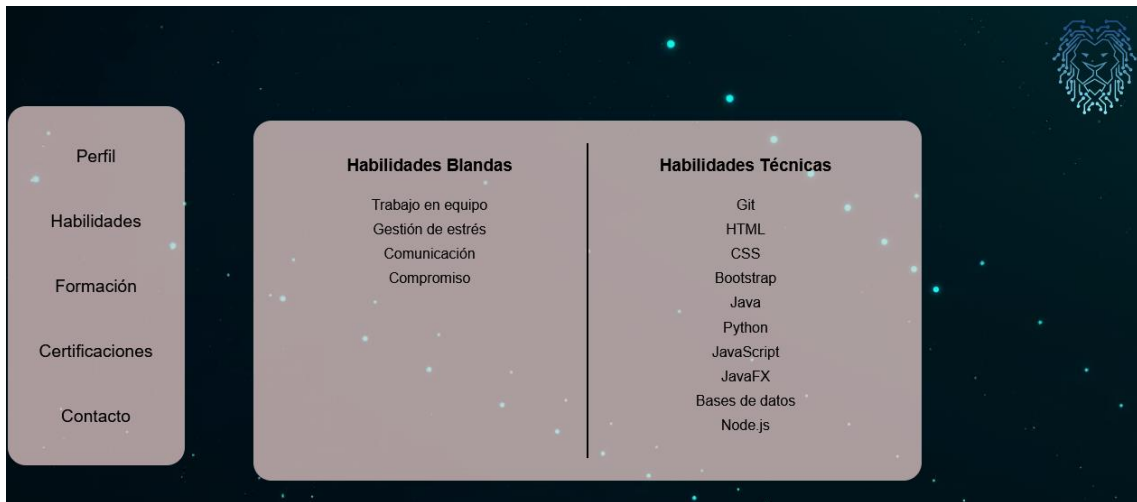 Perfil
Habilidades
Formación
Certificaciones
Contacto
Habilidades Blandas
Trabajo en equipo
Gestión de estrés
Comunicación
Compromiso
Habilidades Técnicas
Git
HTML
CSS
Bootstrap
Java
Python
JavaScript
JavaFX
Bases de datos
Node.js